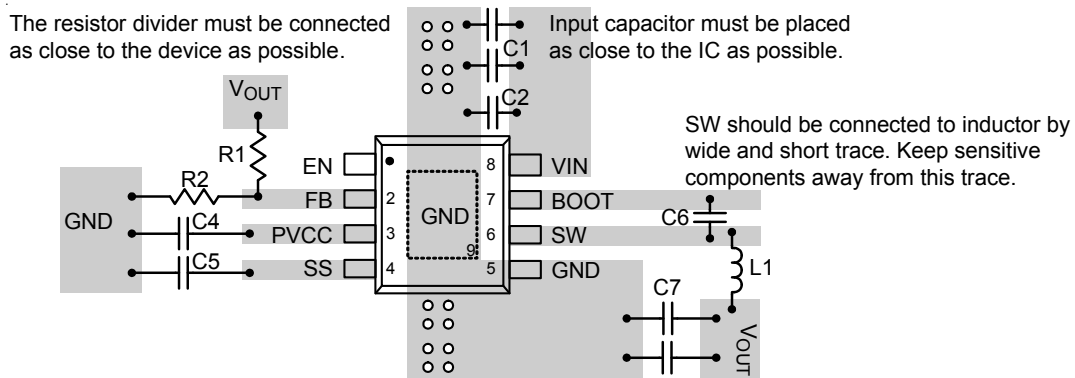 The resistor divider must be connected
as close to the device as possible.
Input capacitor must be placed
as close to the IC as possible.
C1
C2
VOUT
SW should be connected to inductor by
wide and short trace. Keep sensitive
components away from this trace.
R1
EN
8
VIN
R2
FB
2
7
BOOT
GND
C4
GND
C6
PVCC
3
6
SW
C5
9
SS
4
5
GND
L1
C7
VOUT